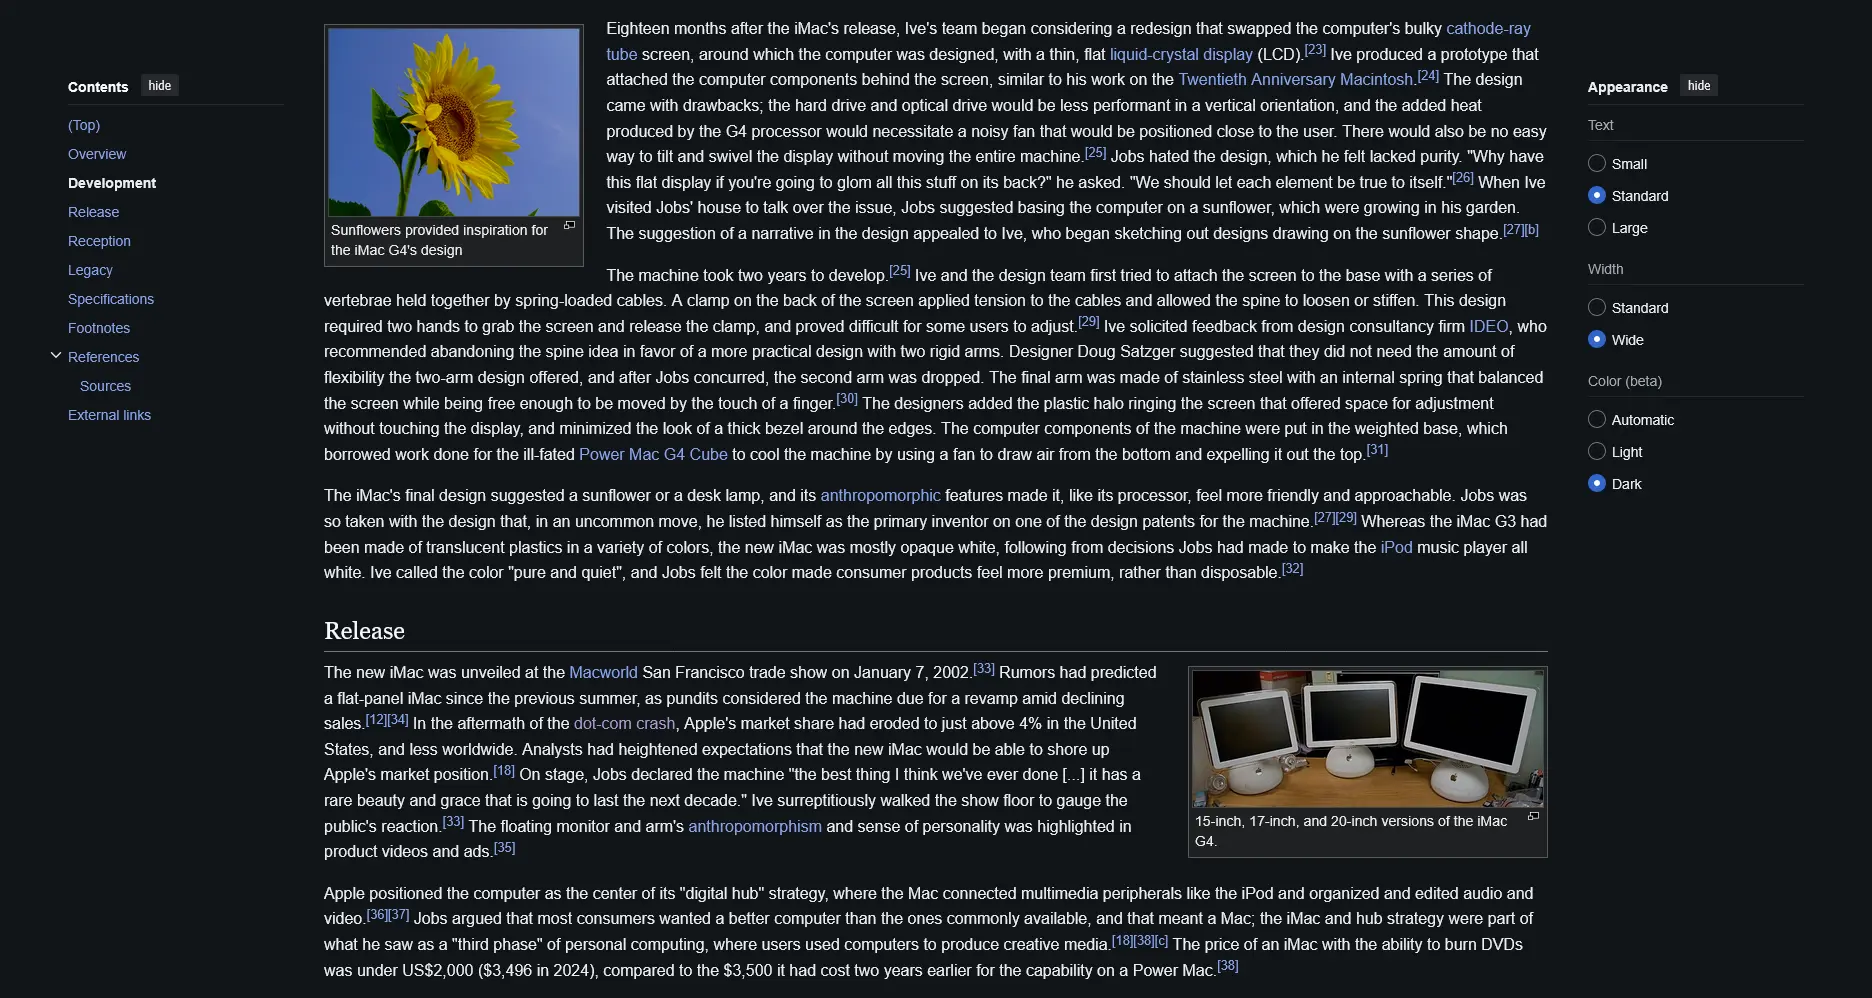 Contents hide
(Top)
Overview
Development
Release
Reception
Legacy
Specifications
Footnotes
References
Sources
External links
Sunflowers provided inspiration for
the iMac G4's design
Eighteen months after the iMac's release, Ive's team began considering a redesign that swapped the computer's bulky cathode-ray
tube screen, around which the computer was designed, with a thin, flat liquid-crystal display (LCD).[23] Ive produced a prototype that
attached the computer components behind the screen, similar to his work on the Twentieth Anniversary Macintosh.[24] The design
came with drawbacks; the hard drive and optical drive would be less performant in a vertical orientation, and the added heat
produced by the G4 processor would necessitate a noisy fan that would be positioned close to the user. There would also be no easy
way to tilt and swivel the display without moving the entire machine.[25] Jobs hated the design, which he felt lacked purity. "Why have
this flat display if you're going to glom all this stuff on its back?" he asked. "We should let each element be true to itself."[26] When Ive
visited Jobs' house to talk over the issue, Jobs suggested basing the computer on a sunflower, which were growing in his garden.
The suggestion of a narrative in the design appealed to Ive, who began sketching out designs drawing on the sunflower shape.[27][b]
The machine took two years to develop.[25] Ive and the design team first tried to attach the screen to the base with a series of
vertebrae held together by spring-loaded cables. A clamp on the back of the screen applied tension to the cables and allowed the spine to loosen or stiffen. This design
required two hands to grab the screen and release the clamp, and proved difficult for some users to adjust.[29] Ive solicited feedback from design consultancy firm IDEO, who
recommended abandoning the spine idea in favor of a more practical design with two rigid arms. Designer Doug Satzger suggested that they did not need the amount of
flexibility the two-arm design offered, and after Jobs concurred, the second arm was dropped. The final arm was made of stainless steel with an internal spring that balanced
the screen while being free enough to be moved by the touch of a finger.[30] The designers added the plastic halo ringing the screen that offered space for adjustment
without touching the display, and minimized the look of a thick bezel around the edges. The computer components of the machine were put in the weighted base, which
borrowed work done for the ill-fated Power Mac G4 Cube to cool the machine by using a fan to draw air from the bottom and expelling it out the top.[31]
The iMac's final design suggested a sunflower or a desk lamp, and its anthropomorphic features made it, like its processor, feel more friendly and approachable. Jobs was
so taken with the design that, in an uncommon move, he listed himself as the primary inventor on one of the design patents for the machine.[27][29] Whereas the iMac G3 had
been made of translucent plastics in a variety of colors, the new iMac was mostly opaque white, following from decisions Jobs had made to make the iPod music player all
white. Ive called the color "pure and quiet", and Jobs felt the color made consumer products feel more premium, rather than disposable.[32]
Release
The new iMac was unveiled at the Macworld San Francisco trade show on January 7, 2002.[33] Rumors had predicted
a flat-panel iMac since the previous summer, as pundits considered the machine due for a revamp amid declining
sales.[12][34] In the aftermath of the dot-com crash, Apple's market share had eroded to just above 4% in the United
States, and less worldwide. Analysts had heightened expectations that the new iMac would be able to shore up
Apple's market position.[18] On stage, Jobs declared the machine "the best thing I think we've ever done [...] it has a
rare beauty and grace that is going to last the next decade." Ive surreptitiously walked the show floor to gauge the
public's reaction.[33] The floating monitor and arm's anthropomorphism and sense of personality was highlighted in
product videos and ads.[35]
15-inch, 17-inch, and 20-inch versions of the iMac
G4.
Apple positioned the computer as the center of its "digital hub" strategy, where the Mac connected multimedia peripherals like the iPod and organized and edited audio and
video.[36][37] Jobs argued that most consumers wanted a better computer than the ones commonly available, and that meant a Mac; the iMac and hub strategy were part of
what he saw as a "third phase" of personal computing, where users used computers to produce creative media.[18][38][c] The price of an iMac with the ability to burn DVDs
was under US$2,000 ($3,496 in 2024), compared to the $3,500 it had cost two years earlier for the capability on a Power Mac.[38]
Appearance hide
Text
Small
Standard
Large
Width
Standard
Wide
Color (beta)
Automatic
Light
Dark